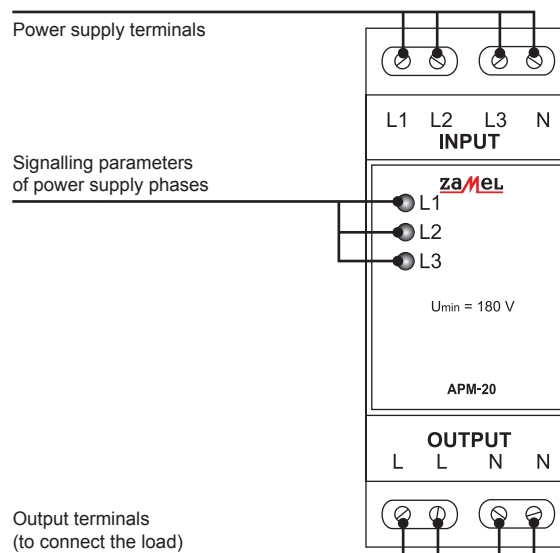 Power supply terminals
L1 L2 L3 N
INPUT
Signalling parameters
of power supply phases
zaMeL
L1
L2
L3
Umin = 180 V
APM-20
OUTPUT
L L N N
Output terminals
(to connect the load)